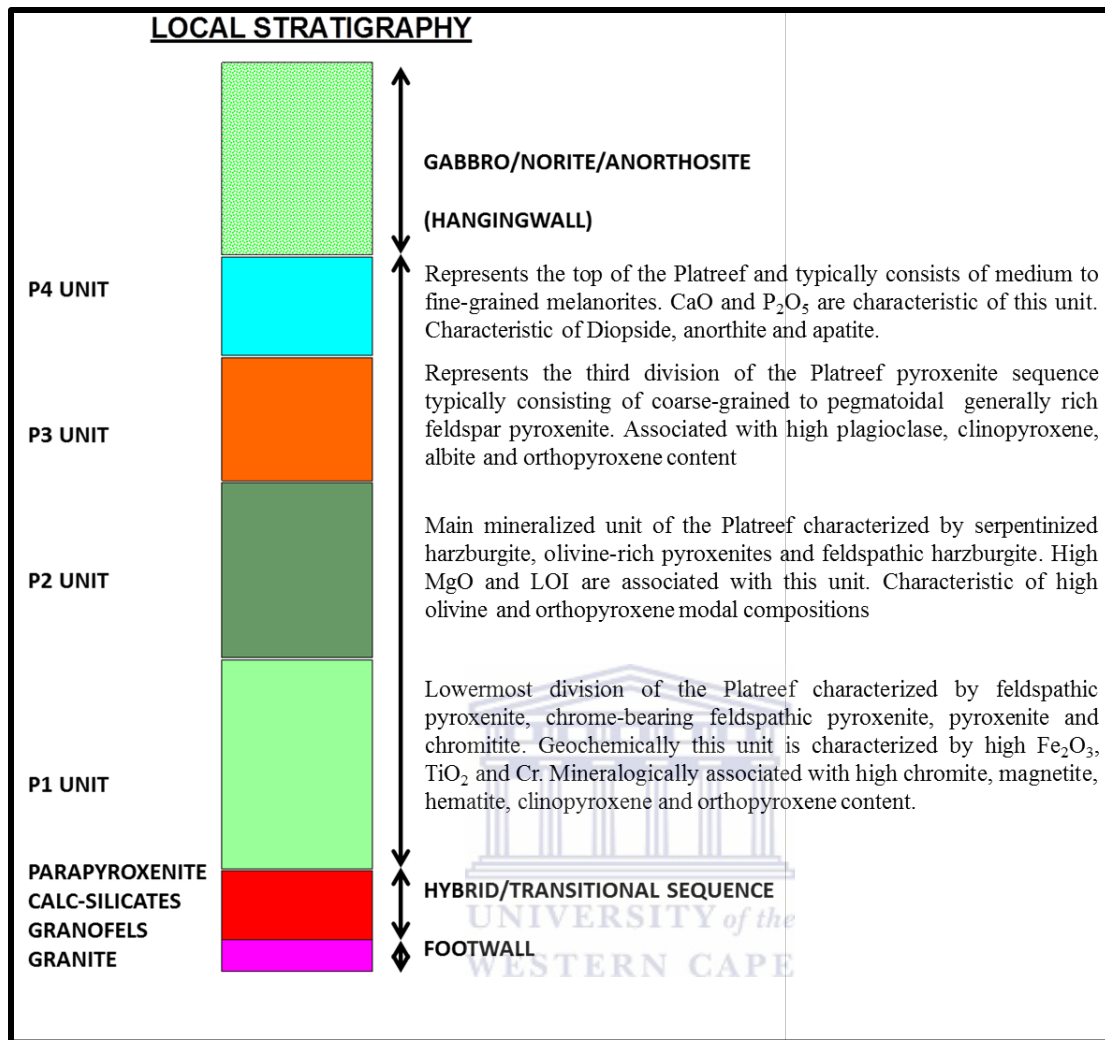 LOCAL STRATIGRAPHY
GABBRO/NORITE/ANORTHOSITE
(HANGINGWALL)
P4 UNIT
Represents the top of the Platreef and typically consists of medium to
fine-grained melanorites. CaO and P₂O₅ are characteristic of this unit.
Characteristic of Diopside, anorthite and apatite.
P3 UNIT
Represents the third division of the Platreef pyroxenite sequence
typically consisting of coarse-grained to pegmatoidal generally rich
feldspar pyroxenite. Associated with high plagioclase, clinopyroxene,
albite and orthopyroxene content
P2 UNIT
Main mineralized unit of the Platreef characterized by serpentinized
harzburgite, olivine-rich pyroxenites and feldspathic harzburgite. High
MgO and LOI are associated with this unit. Characteristic of high
olivine and orthopyroxene modal compositions
P1 UNIT
Lowermost division of the Platreef characterized by feldspathic
pyroxenite, chrome-bearing feldspathic pyroxenite, pyroxenite and
chromitite. Geochemically this unit is characterized by high Fe₂O₃,
TiO₂ and Cr. Mineralogically associated with high chromite, magnetite,
hematite, clinopyroxene and orthopyroxene content.
PARAPYROXENITE
CALC-SILICATES
GRANOFELS
GRANITE
HYBRID/TRANSITIONAL SEQUENCE
FOOTWALL
UNIVERSITY of the
WESTERN CAPE